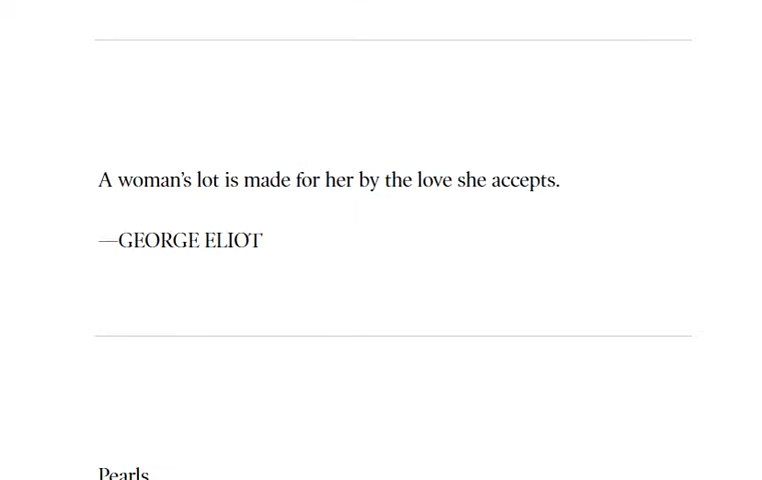 A woman’s lot is made for her by the love she accepts.
—GEORGE ELIOT
Pearls